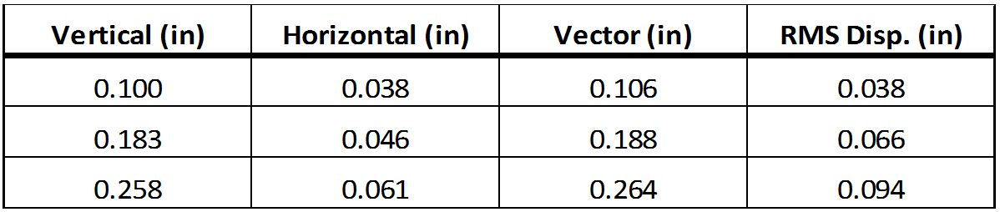 Vertical (in) Horizontal (in) Vector (in) RMS Disp. (in)
0.100 0.038 0.106 0.038
0.183 0.046 0.188 0.066
0.258 0.061 0.264 0.094